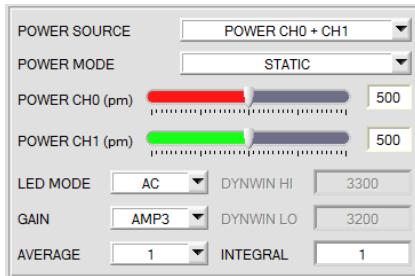 POWER SOURCE POWER CH0 + CH1
POWER MODE STATIC
POWER CH0 (pm) 500
POWER CH1 (pm) 500
LED MODE AC DYNWIN HI 3300
GAIN AMP3 DYNWIN LO 3200
AVERAGE 1 INTEGRAL 1